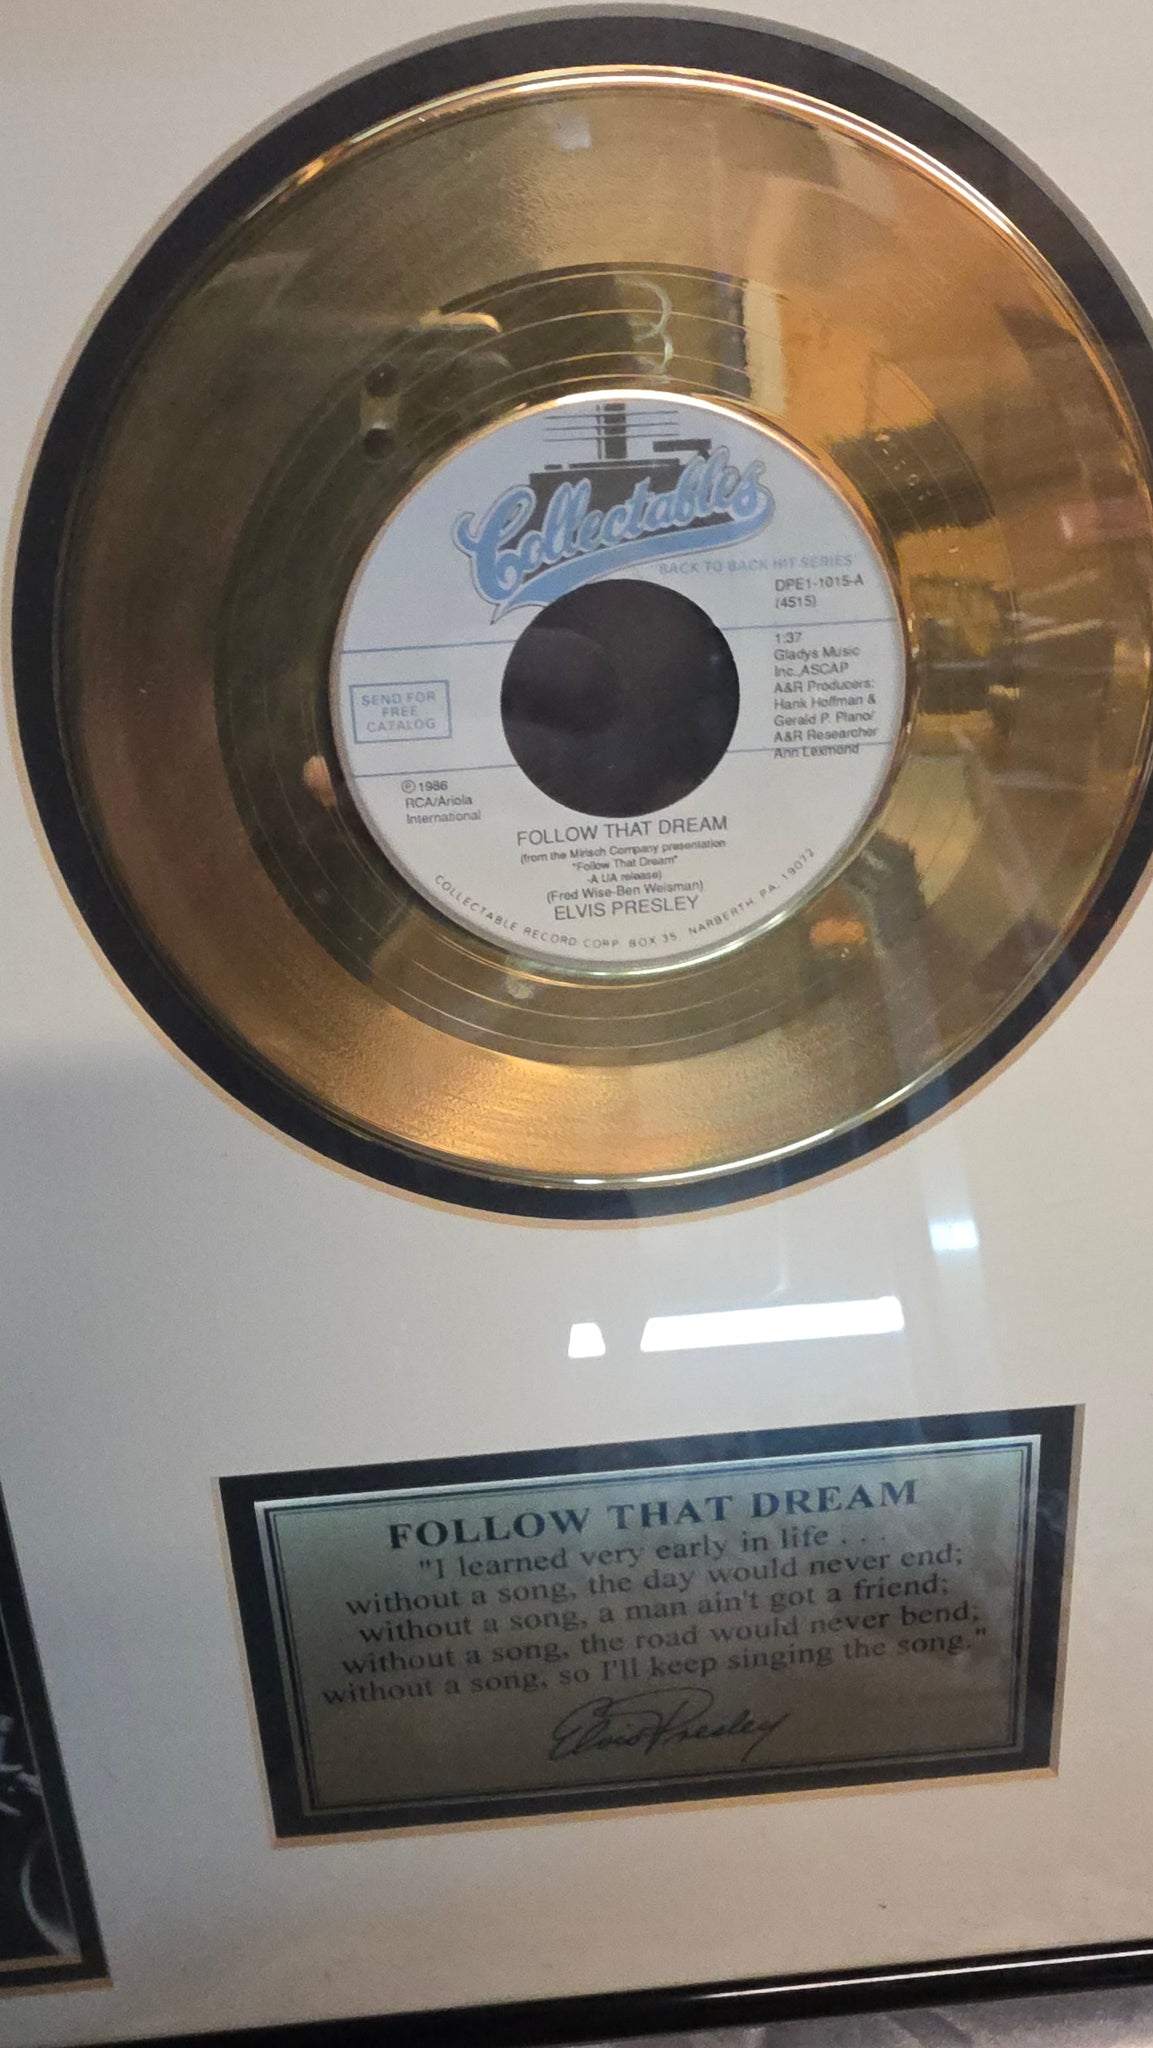 Collectables
"BACK TO BACK HIT SERIES"
DPE1-1015-A
(4515)
1:37
Gladys Music
Inc., ASCAP
A&R Producers:
Hank Hoffman &
Gerald P. Plano/
A&R Researcher
Ann Lexmond
SEND FOR
FREE
CATALOG
℗ 1986
RCA/Ariola
International
FOLLOW THAT DREAM
(from the Mirisch Company presentation
"Follow That Dream"
-A UA release)
(Fred Wise-Ben Weisman)
ELVIS PRESLEY
COLLECTABLE RECORD CORP. BOX 35, NARBERTH, PA. 19072
FOLLOW THAT DREAM
"I learned very early in life . . .
without a song, the day would never end;
without a song, a man ain't got a friend;
without a song, the road would never bend;
without a song, so I'll keep singing the song."
Elvis Presley